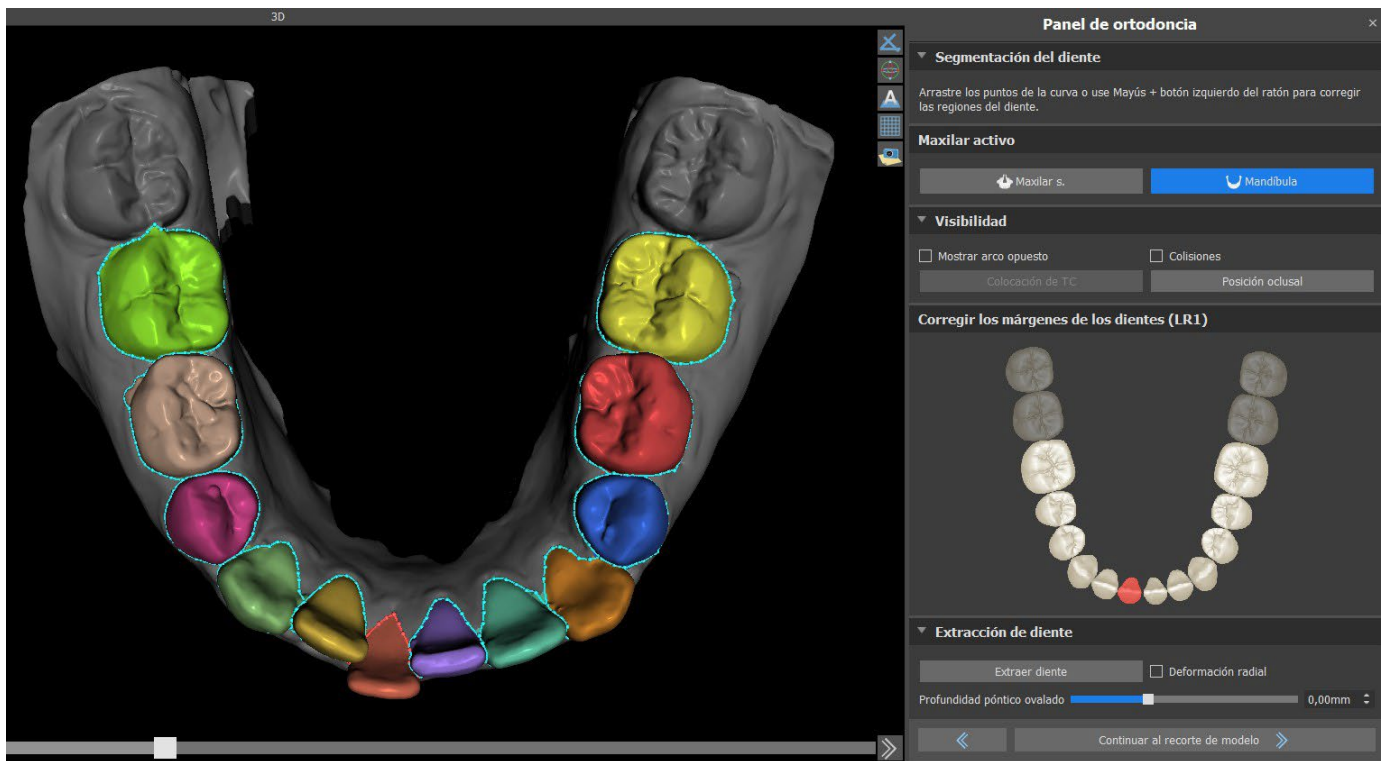 3D
Panel de ortodoncia
Segmentación del diente
Arrastre los puntos de la curva o use Mayús + botón izquierdo del ratón para corregir
las regiones del diente.
Maxilar activo
Maxilar s.
Mandíbula
Visibilidad
Mostrar arco opuesto
Colisiones
Colocación de TC
Posición oclusal
Corregir los márgenes de los dientes (LR1)
Extracción de diente
Extraer diente
Deformación radial
Profundidad póntico ovalado
0,00mm
Continuar al recorte de modelo